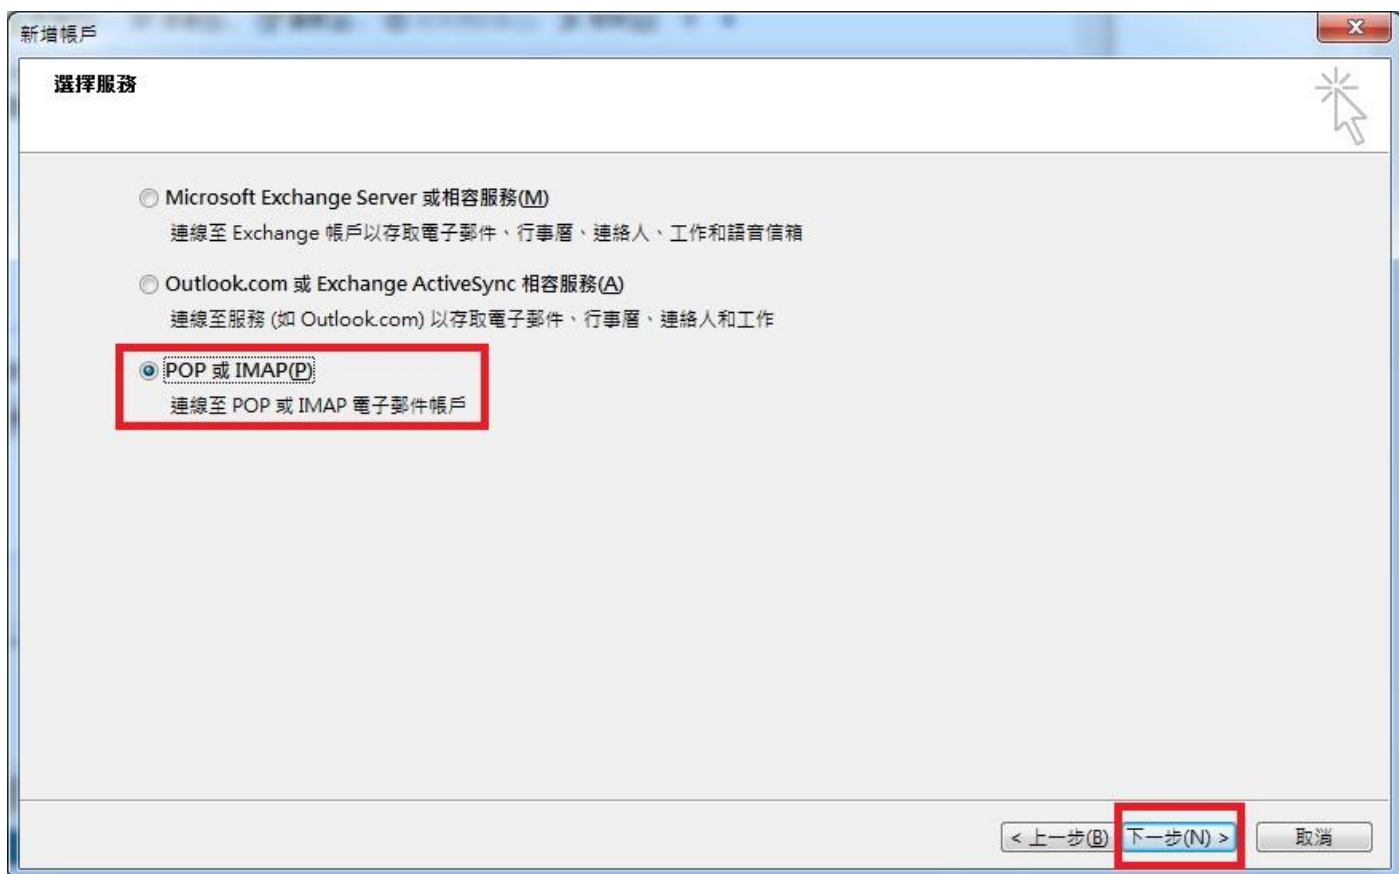 新增帳戶
選擇服務
Microsoft Exchange Server 或相容服務(M)
連線至 Exchange 帳戶以存取電子郵件、行事曆、連絡人、工作和語音信箱
Outlook.com 或 Exchange ActiveSync 相容服務(A)
連線至服務 (如 Outlook.com) 以存取電子郵件、行事曆、連絡人和工作
POP 或 IMAP(P)
連線至 POP 或 IMAP 電子郵件帳戶
< 上一步(B) 下一步(N) > 取消